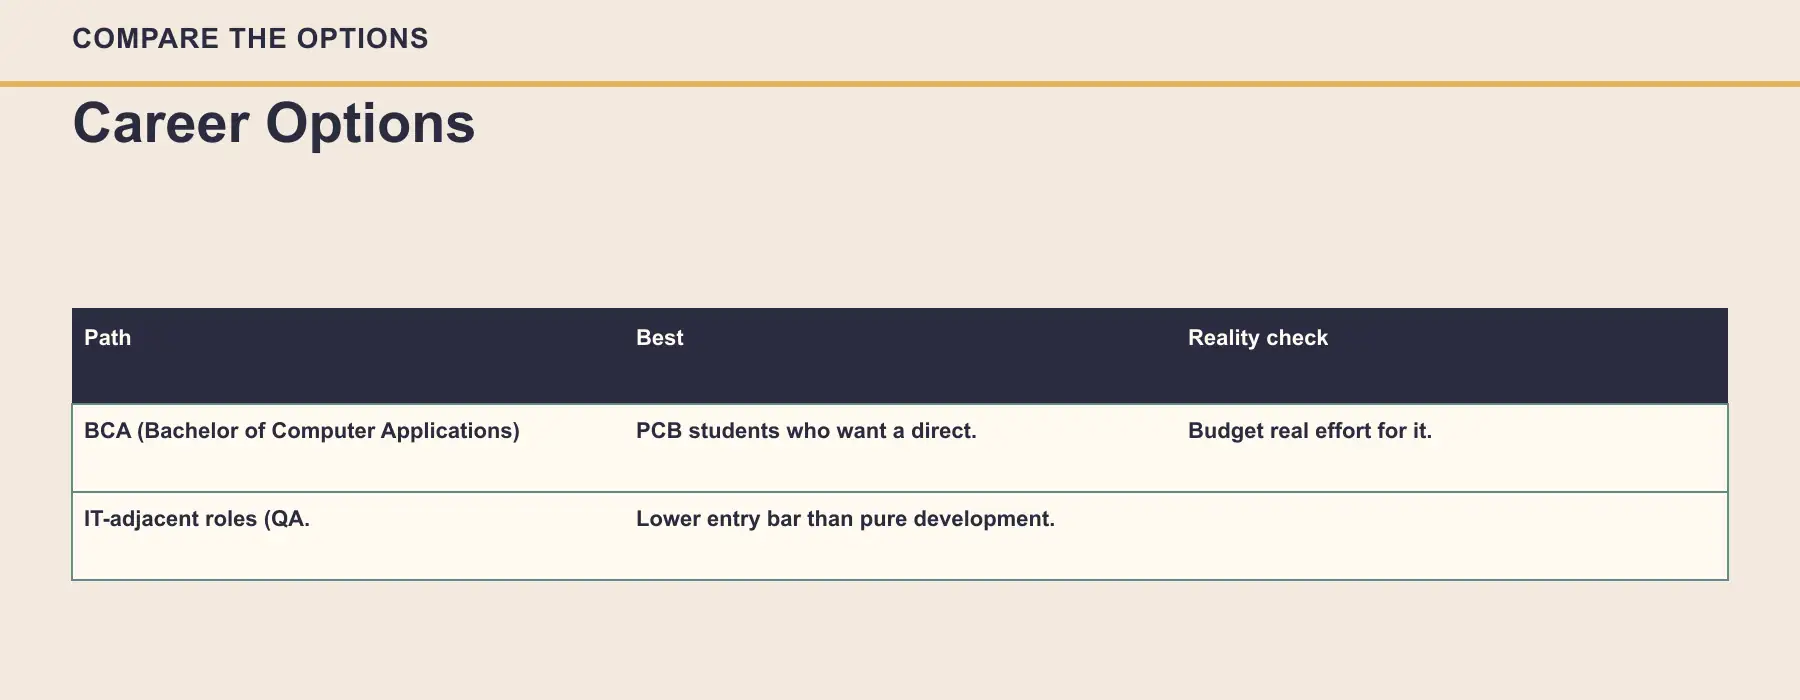 COMPARE THE OPTIONS
Career Options
Path Best Reality check
BCA (Bachelor of Computer Applications) PCB students who want a direct. Budget real effort for it.
IT-adjacent roles (QA. Lower entry bar than pure development.